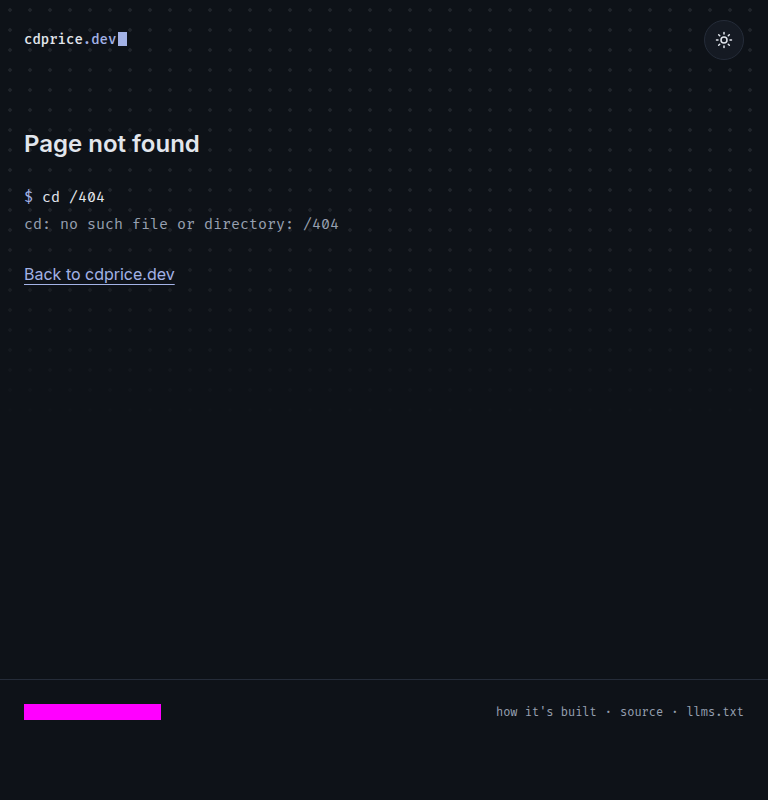 cdprice.dev
Page not found
$ cd /404
cd: no such file or directory: /404
Back to cdprice.dev
how it's built · source · llms.txt